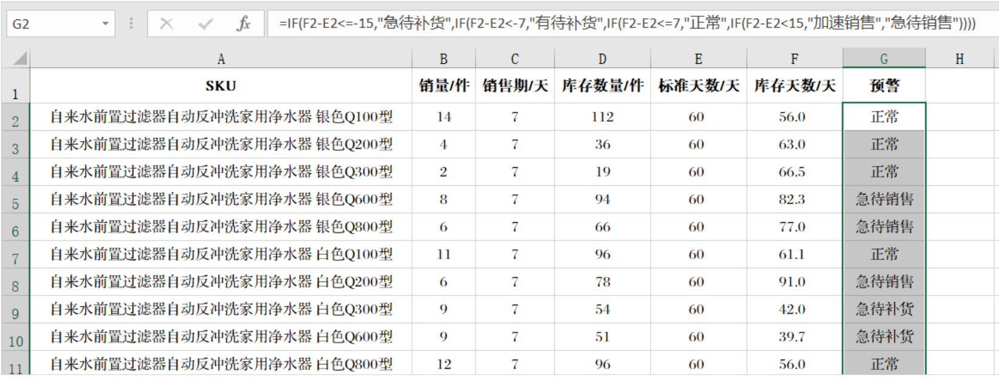 G2 fx =IF(F2-E2<=-15,"急待补货",IF(F2-E2<-7,"有待补货",IF(F2-E2<=7,"正常",IF(F2-E2<15,"加速销售","急待销售"))))
A B C D E F G H
1 SKU 销量/件 销售期/天 库存数量/件 标准天数/天 库存天数/天 预警
2 自来水前置过滤器自动反冲洗家用净水器 银色Q100型 14 7 112 60 56.0 正常
3 自来水前置过滤器自动反冲洗家用净水器 银色Q200型 4 7 36 60 63.0 正常
4 自来水前置过滤器自动反冲洗家用净水器 银色Q300型 2 7 19 60 66.5 正常
5 自来水前置过滤器自动反冲洗家用净水器 银色Q600型 8 7 94 60 82.3 急待销售
6 自来水前置过滤器自动反冲洗家用净水器 银色Q800型 6 7 66 60 77.0 急待销售
7 自来水前置过滤器自动反冲洗家用净水器 白色Q100型 11 7 96 60 61.1 正常
8 自来水前置过滤器自动反冲洗家用净水器 白色Q200型 6 7 78 60 91.0 急待销售
9 自来水前置过滤器自动反冲洗家用净水器 白色Q300型 9 7 54 60 42.0 急待补货
10 自来水前置过滤器自动反冲洗家用净水器 白色Q600型 9 7 51 60 39.7 急待补货
11 自来水前置过滤器自动反冲洗家用净水器 白色Q800型 12 7 96 60 56.0 正常